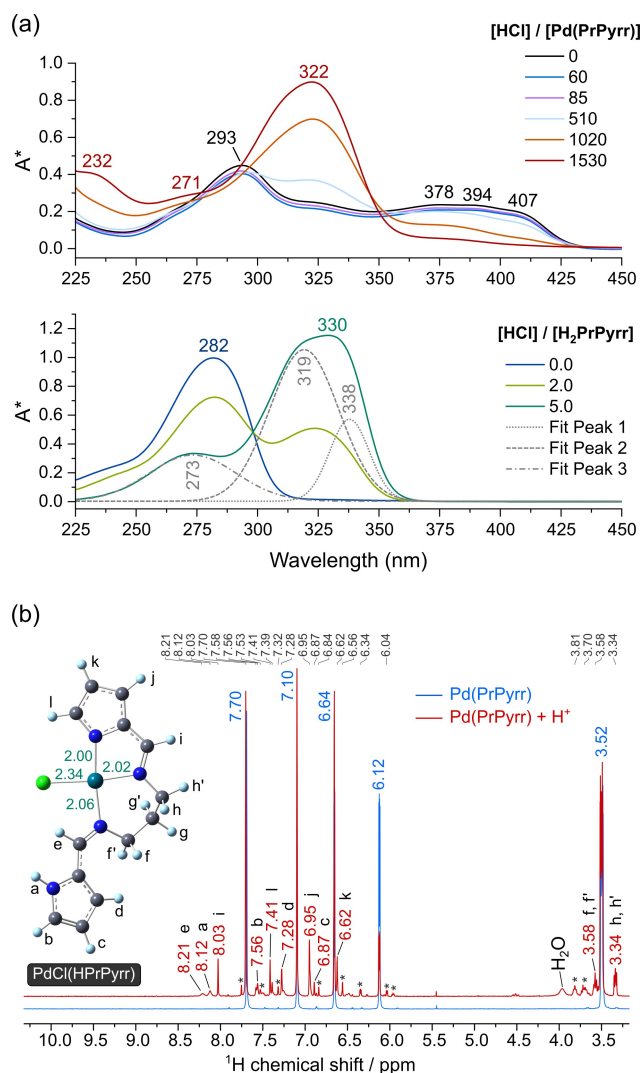 (a)
[HCl] / [Pd(PrPyrr)]
0
60
85
510
1020
1530
322
293
232
271
378 394 407
A*
1.0
0.8
0.6
0.4
0.2
0.0
225 250 275 300 325 350 375 400 425 450
[HCl] / [H₂PrPyrr]
0.0
2.0
5.0
Fit Peak 1
Fit Peak 2
Fit Peak 3
330
282
319
338
273
A*
1.2
1.0
0.8
0.6
0.4
0.2
0.0
225 250 275 300 325 350 375 400 425 450
Wavelength (nm)
(b)
8.21 8.12 8.03 7.70 7.58 7.56 7.53 7.41 7.39 7.32 7.28 6.95 6.87 6.84 6.62 6.56 6.34 6.04 3.81 3.70 3.58 3.34
7.70 7.10 6.64 6.12 3.52
Pd(PrPyrr)
Pd(PrPyrr) + H⁺
k
j
l
i
2.00
2.34
2.02
2.06
h'
g'
h
g
e
f'
f
a
d
b
c
PdCl(HPrPyrr)
8.21 e
8.12 a
8.03 i
7.56 b
7.41 l
7.28 d
6.95 j
6.87 c
6.62 k
H₂O
3.58 f, f'
3.34 h, h'
* * * * * * * * * *
10.0 9.5 9.0 8.5 8.0 7.5 7.0 6.5 6.0 5.5 5.0 4.5 4.0 3.5
¹H chemical shift / ppm